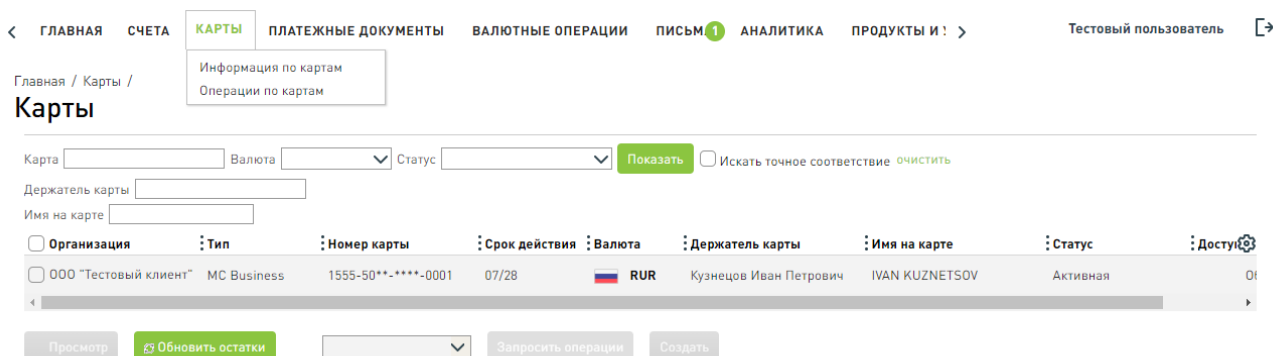 ГЛАВНАЯ СЧЕТА КАРТЫ ПЛАТЕЖНЫЕ ДОКУМЕНТЫ ВАЛЮТНЫЕ ОПЕРАЦИИ ПИСЬМ 1 АНАЛИТИКА ПРОДУКТЫ И Тестовый пользователь
Информация по картам
Операции по картам
Главная / Карты /
Карты
Карта Валюта Статус Показать Искать точное соответствие очистить
Держатель карты
Имя на карте
Организация Тип Номер карты Срок действия Валюта Держатель карты Имя на карте Статус Досту
ООО "Тестовый клиент" MC Business 1555-50**-****-0001 07/28 RUR Кузнецов Иван Петрович IVAN KUZNETSOV Активная
Просмотр Обновить остатки Запросить операции Создать